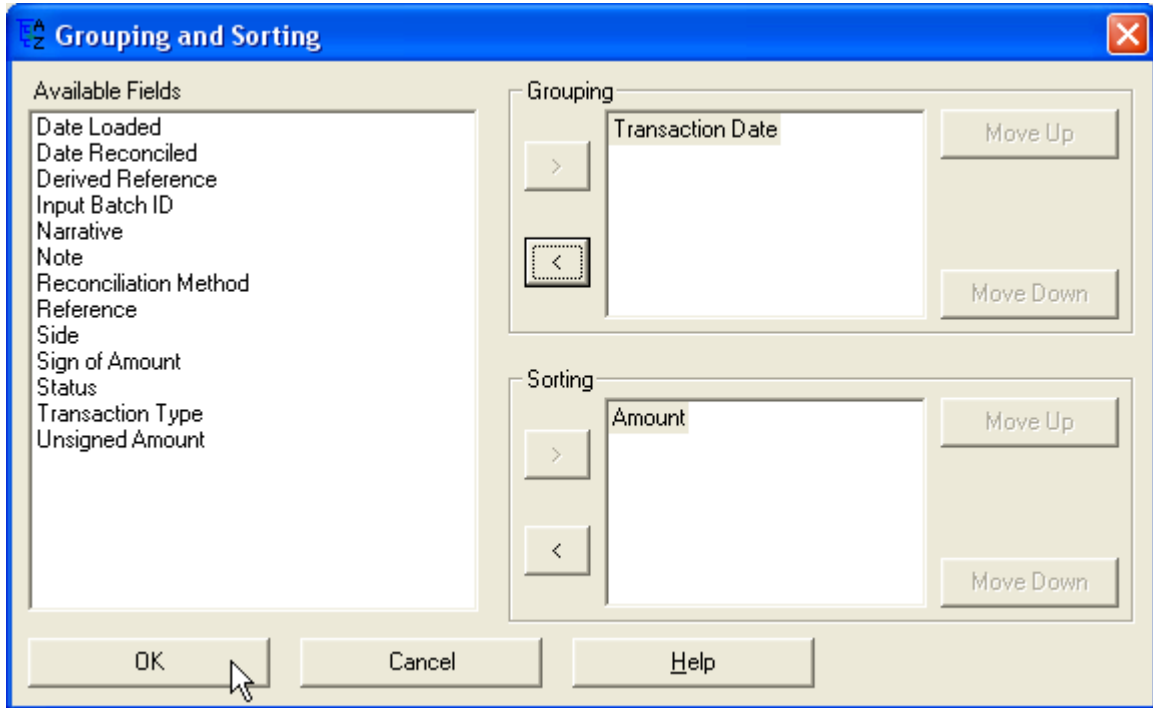 Grouping and Sorting
Available Fields
Date Loaded
Date Reconciled
Derived Reference
Input Batch ID
Narrative
Note
Reconciliation Method
Reference
Side
Sign of Amount
Status
Transaction Type
Unsigned Amount
Grouping
>
<
Transaction Date
Move Up
Move Down
Sorting
>
<
Amount
Move Up
Move Down
OK
Cancel
Help